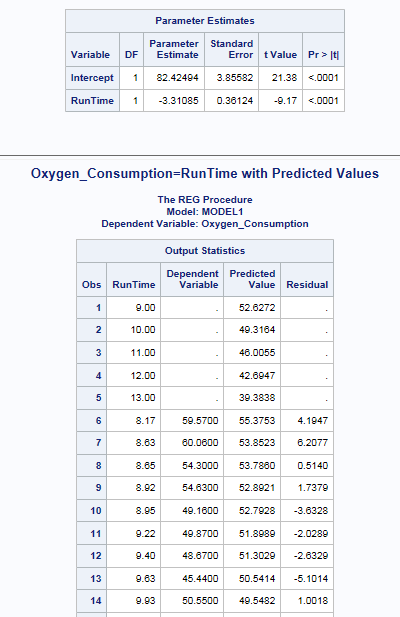 Parameter Estimates
Variable DF Parameter Estimate Standard Error t Value Pr > |t|
Intercept 1 82.42494 3.85582 21.38 <.0001
RunTime 1 -3.31085 0.36124 -9.17 <.0001
Oxygen_Consumption=RunTime with Predicted Values
The REG Procedure
Model: MODEL1
Dependent Variable: Oxygen_Consumption
Output Statistics
Obs RunTime Dependent Variable Predicted Value Residual
1 9.00 . 52.6272 .
2 10.00 . 49.3164 .
3 11.00 . 46.0055 .
4 12.00 . 42.6947 .
5 13.00 . 39.3838 .
6 8.17 59.5700 55.3753 4.1947
7 8.63 60.0600 53.8523 6.2077
8 8.65 54.3000 53.7860 0.5140
9 8.92 54.6300 52.8921 1.7379
10 8.95 49.1600 52.7928 -3.6328
11 9.22 49.8700 51.8989 -2.0289
12 9.40 48.6700 51.3029 -2.6329
13 9.63 45.4400 50.5414 -5.1014
14 9.93 50.5500 49.5482 1.0018